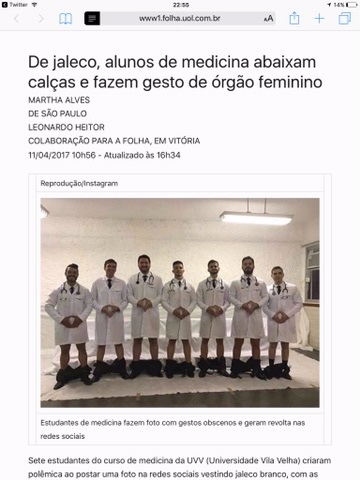 Twitter
22:55
14%
www1.folha.uol.com.br
AA
De jaleco, alunos de medicina abaixam
calças e fazem gesto de órgão feminino
MARTHA ALVES
DE SÃO PAULO
LEONARDO HEITOR
COLABORAÇÃO PARA A FOLHA, EM VITÓRIA
11/04/2017 10h56 - Atualizado às 16h34
Reprodução/Instagram
Estudantes de medicina fazem foto com gestos obscenos e geram revolta nas
redes sociais
Sete estudantes do curso de medicina da UVV (Universidade Vila Velha) criaram
polêmica ao postar uma foto na redes sociais vestindo jaleco branco, com as